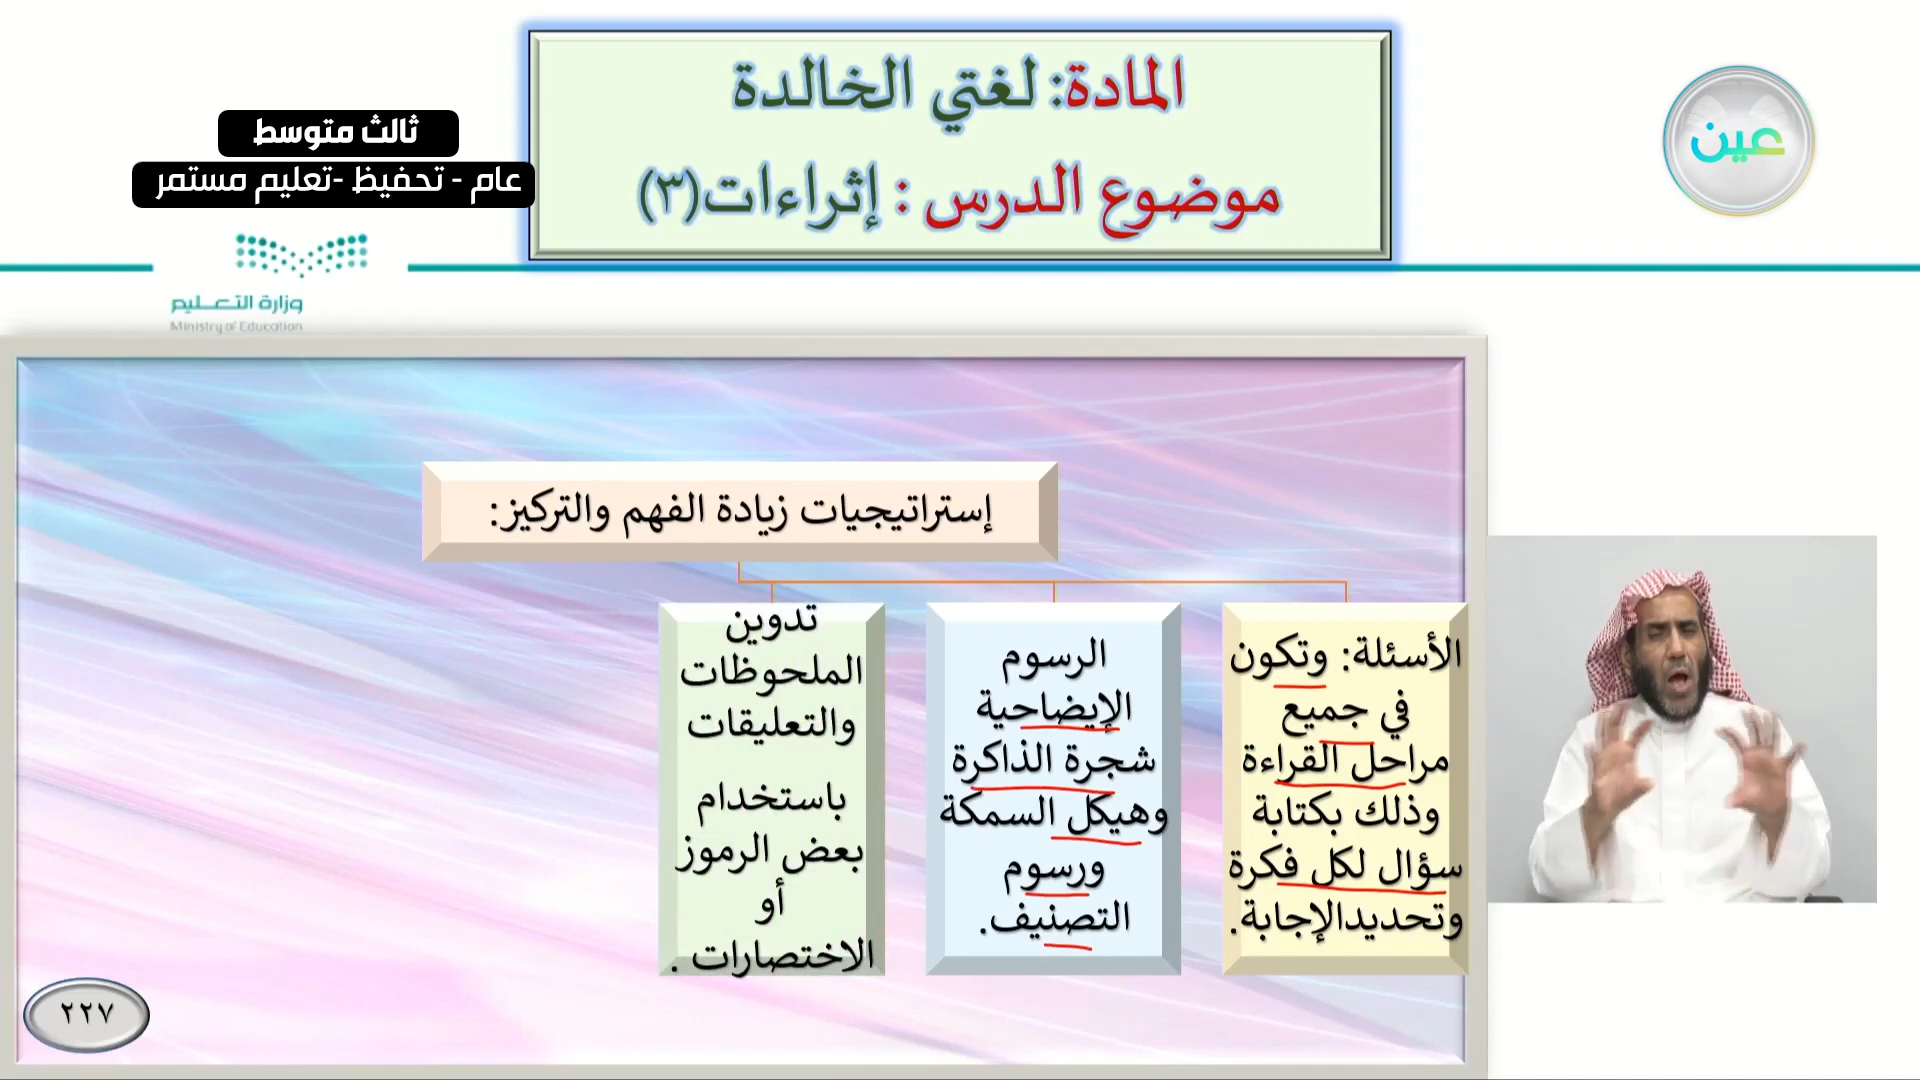 المادة: لغتي الخالدة
موضوع الدرس : إثراءات(٣)
عين
ثالث متوسط
عام - تحفيظ -تعليم مستمر
وزارة التعليم
Ministry of Education
إستراتيجيات زيادة الفهم والتركيز:
الأسئلة: وتكون
في جميع
مراحل القراءة
وذلك بكتابة
سؤال لكل فكرة
وتحديدالإجابة.
الرسوم
الإيضاحية
شجرة الذاكرة
وهيكل السمكة
ورسوم
التصنيف.
تدوين
الملحوظات
والتعليقات
باستخدام
بعض الرموز
أو
الاختصارات .
٢٢٧